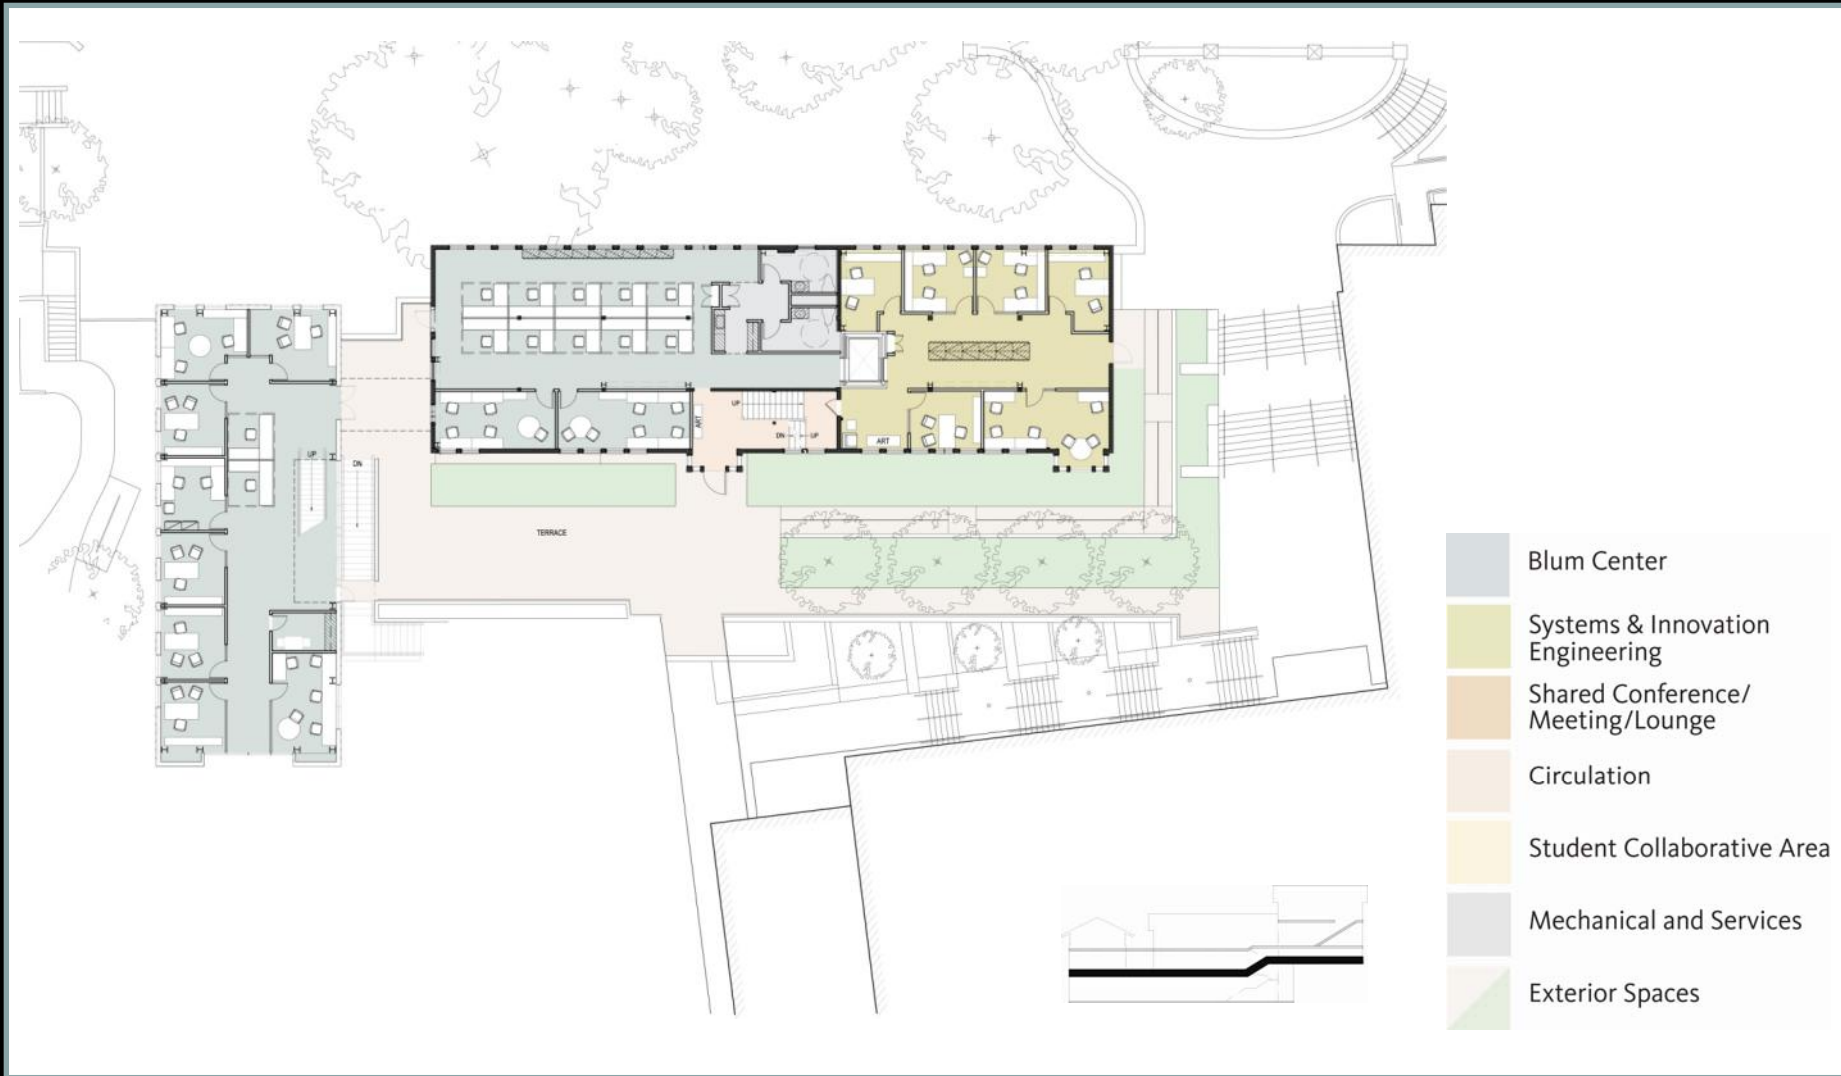 UP
ART
DN
UP
ART
UP
DN
TERRACE
Blum Center
Systems & Innovation
Engineering
Shared Conference/
Meeting/Lounge
Circulation
Student Collaborative Area
Mechanical and Services
Exterior Spaces